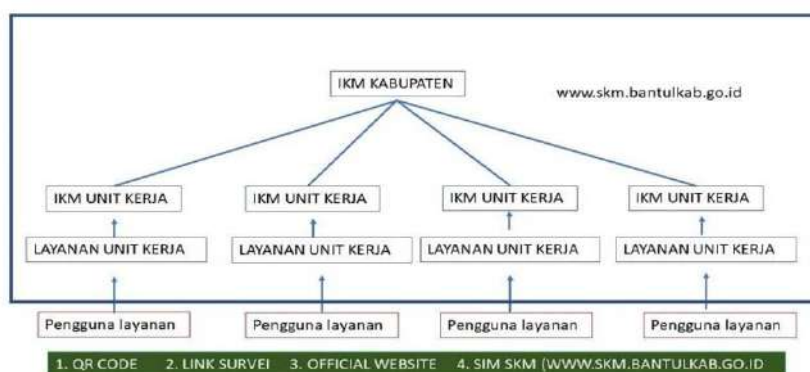 IKM KABUPATEN
www.skm.bantulkab.go.id
IKM UNIT KERJA IKM UNIT KERJA IKM UNIT KERJA IKM UNIT KERJA
LAYANAN UNIT KERJA LAYANAN UNIT KERJA LAYANAN UNIT KERJA LAYANAN UNIT KERJA
Pengguna layanan Pengguna layanan Pengguna layanan Pengguna layanan
1. QR CODE 2. LINK SURVEI 3. OFFICIAL WEBSITE 4. SIM SKM (WWW.SKM.BANTULKAB.GO.ID